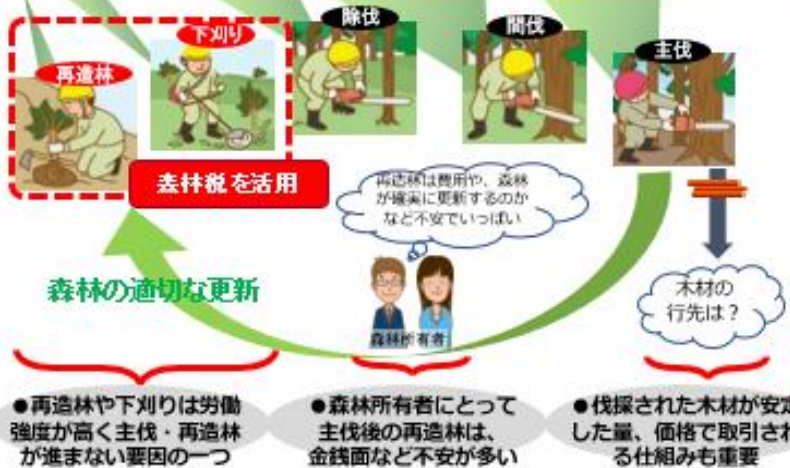 除伐
下刈り
間伐
主伐
再造林
森林税を活用
再造林は費用や、森林
が確実に更新するのか
など不安でいっぱい
森林の適切な更新
木材の
行先は？
森林所有者
●再造林や下刈りは労働
強度が高く主伐・再造林
が進まない要因の一つ
●森林所有者にとって
主伐後の再造林は、
金銭面など不安が多い
●伐採された木材が安定
した量、価格で取引され
る仕組みも重要